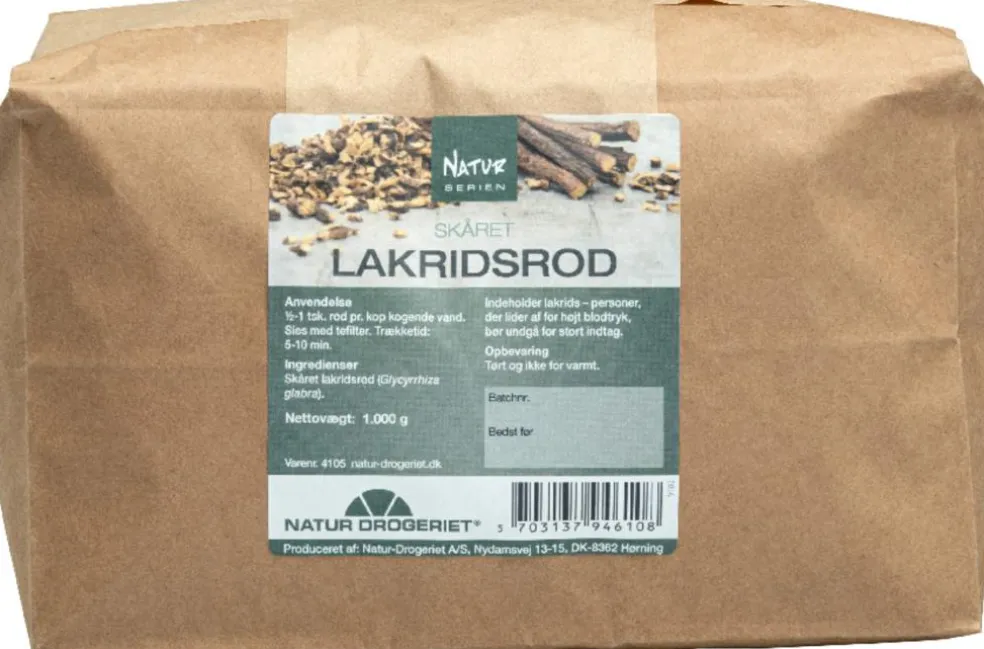 NATUR
SERIEN
SKÅRET
LAKRIDSROD
Anvendelse
½-1 tsk. rod pr. kop kogende vand.
Sies med tefilter. Trækketid:
5-10 min.
Ingredienser
Skåret lakridsrod (Glycyrrhiza
glabra).
Nettovægt: 1.000 g
Varenr. 4105 natur-drogeriet.dk
Indeholder lakrids – personer,
der lider af for højt blodtryk,
bør undgå for stort indtag.
Opbevaring
Tørt og ikke for varmt.
Batchnr.
Bedst før
NATUR DROGERIET®
5 703137 946108
Produceret af: Natur-Drogeriet A/S, Nydamsvej 13-15, DK-8362 Hørning